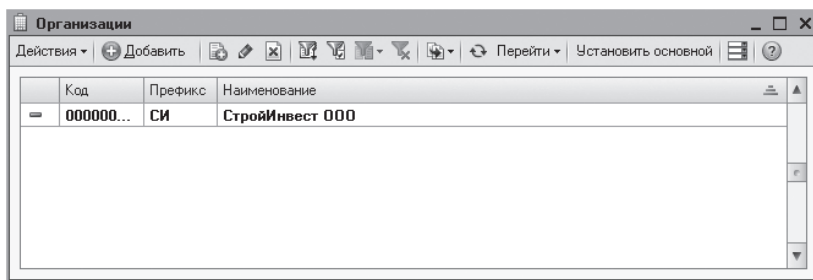 Организации
Действия Добавить Перейти Установить основной ?
Код Префикс Наименование
000000... СИ СтройИнвест ООО